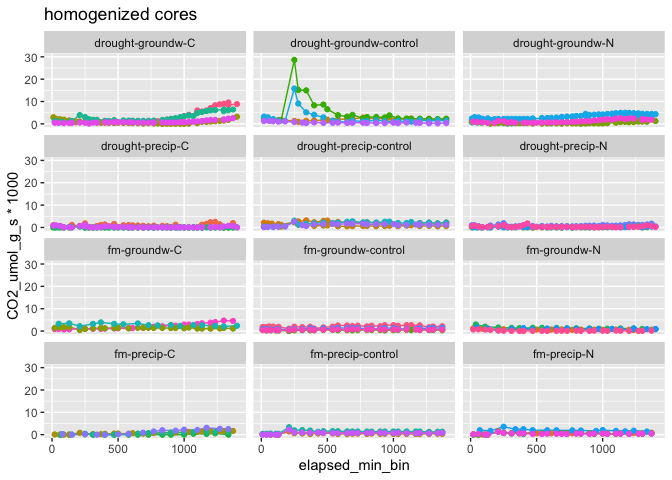 homogenized cores
drought-groundw-C
drought-groundw-control
drought-groundw-N
30
20
10
0
drought-precip-C
drought-precip-control
drought-precip-N
30
20
10
0
fm-groundw-C
fm-groundw-control
fm-groundw-N
30
20
10
0
fm-precip-C
fm-precip-control
fm-precip-N
30
20
10
0
0 500 1000 0 500 1000 0 500 1000
elapsed_min_bin
CO2_umol_g_s * 1000